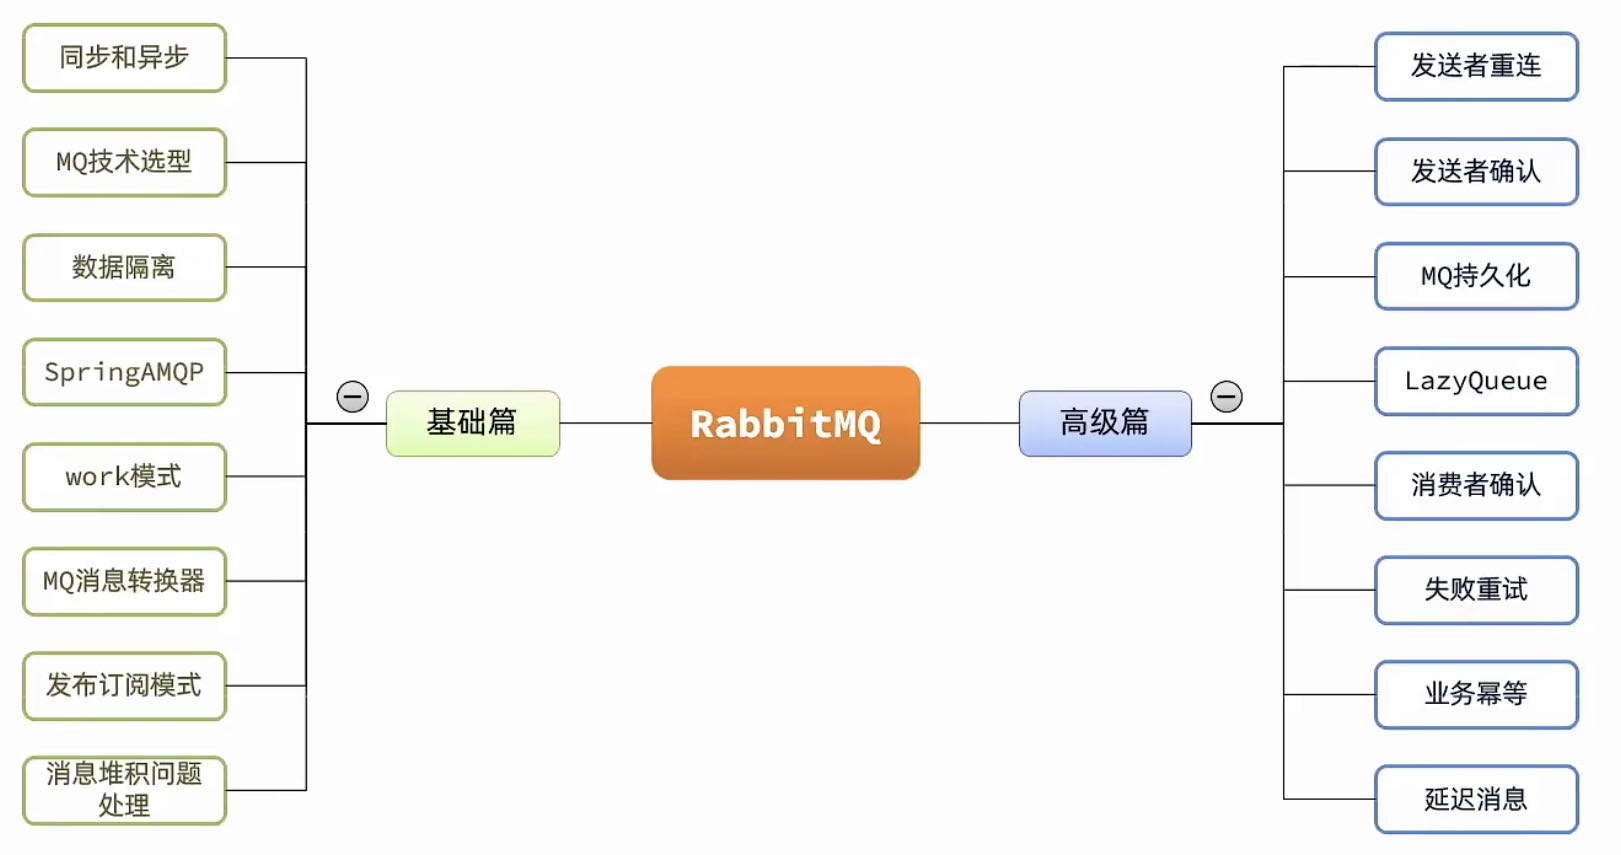 同步和异步
MQ技术选型
数据隔离
SpringAMQP
work模式
MQ消息转换器
发布订阅模式
消息堆积问题
处理
基础篇
RabbitMQ
高级篇
发送者重连
发送者确认
MQ持久化
LazyQueue
消费者确认
失败重试
业务幂等
延迟消息